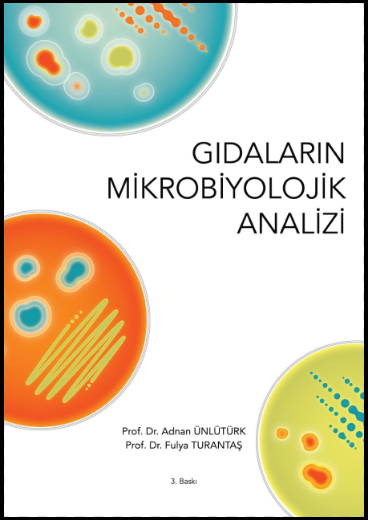 GIDALARIN
MİKROBİYOLOJİK
ANALİZİ
Prof. Dr. Adnan ÜNLÜTÜRK
Prof. Dr. Fulya TURANTAŞ
3. Baskı